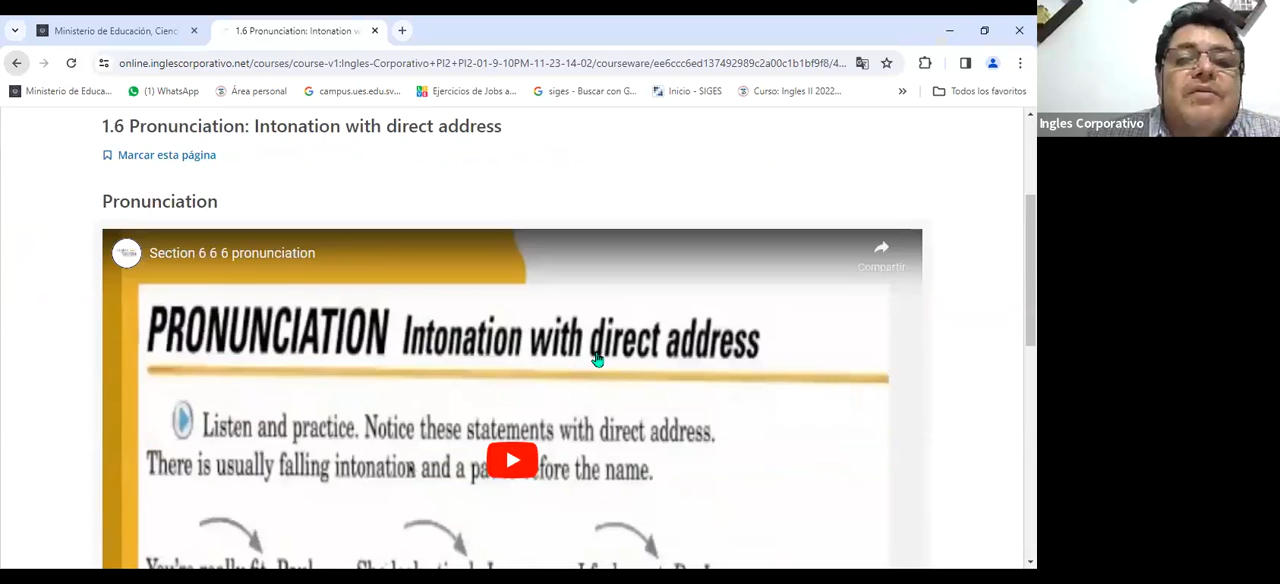 Ministerio de Educación, Cienc
1.6 Pronunciation: Intonation w
online.inglescorporativo.net/courses/course-v1:Ingles-Corporativo+PI2+PI2-01-9-10PM-11-23-14-02/courseware/ee6ccc6ed137492989c2a00c1b1bf9f8/4...
Ministerio de Educa...
(1) WhatsApp
Área personal
campus.ues.edu.sv...
Ejercicios de Jobs a...
siges - Buscar con G...
Inicio - SIGES
Curso: Ingles II 2022...
Todos los favoritos
Ingles Corporativo
1.6 Pronunciation: Intonation with direct address
Marcar esta página
Pronunciation
Section 6 6 6 pronunciation
Compartir
PRONUNCIATION Intonation with direct address
Listen and practice. Notice these statements with direct address.
There is usually falling intonation and a pa fore the name.